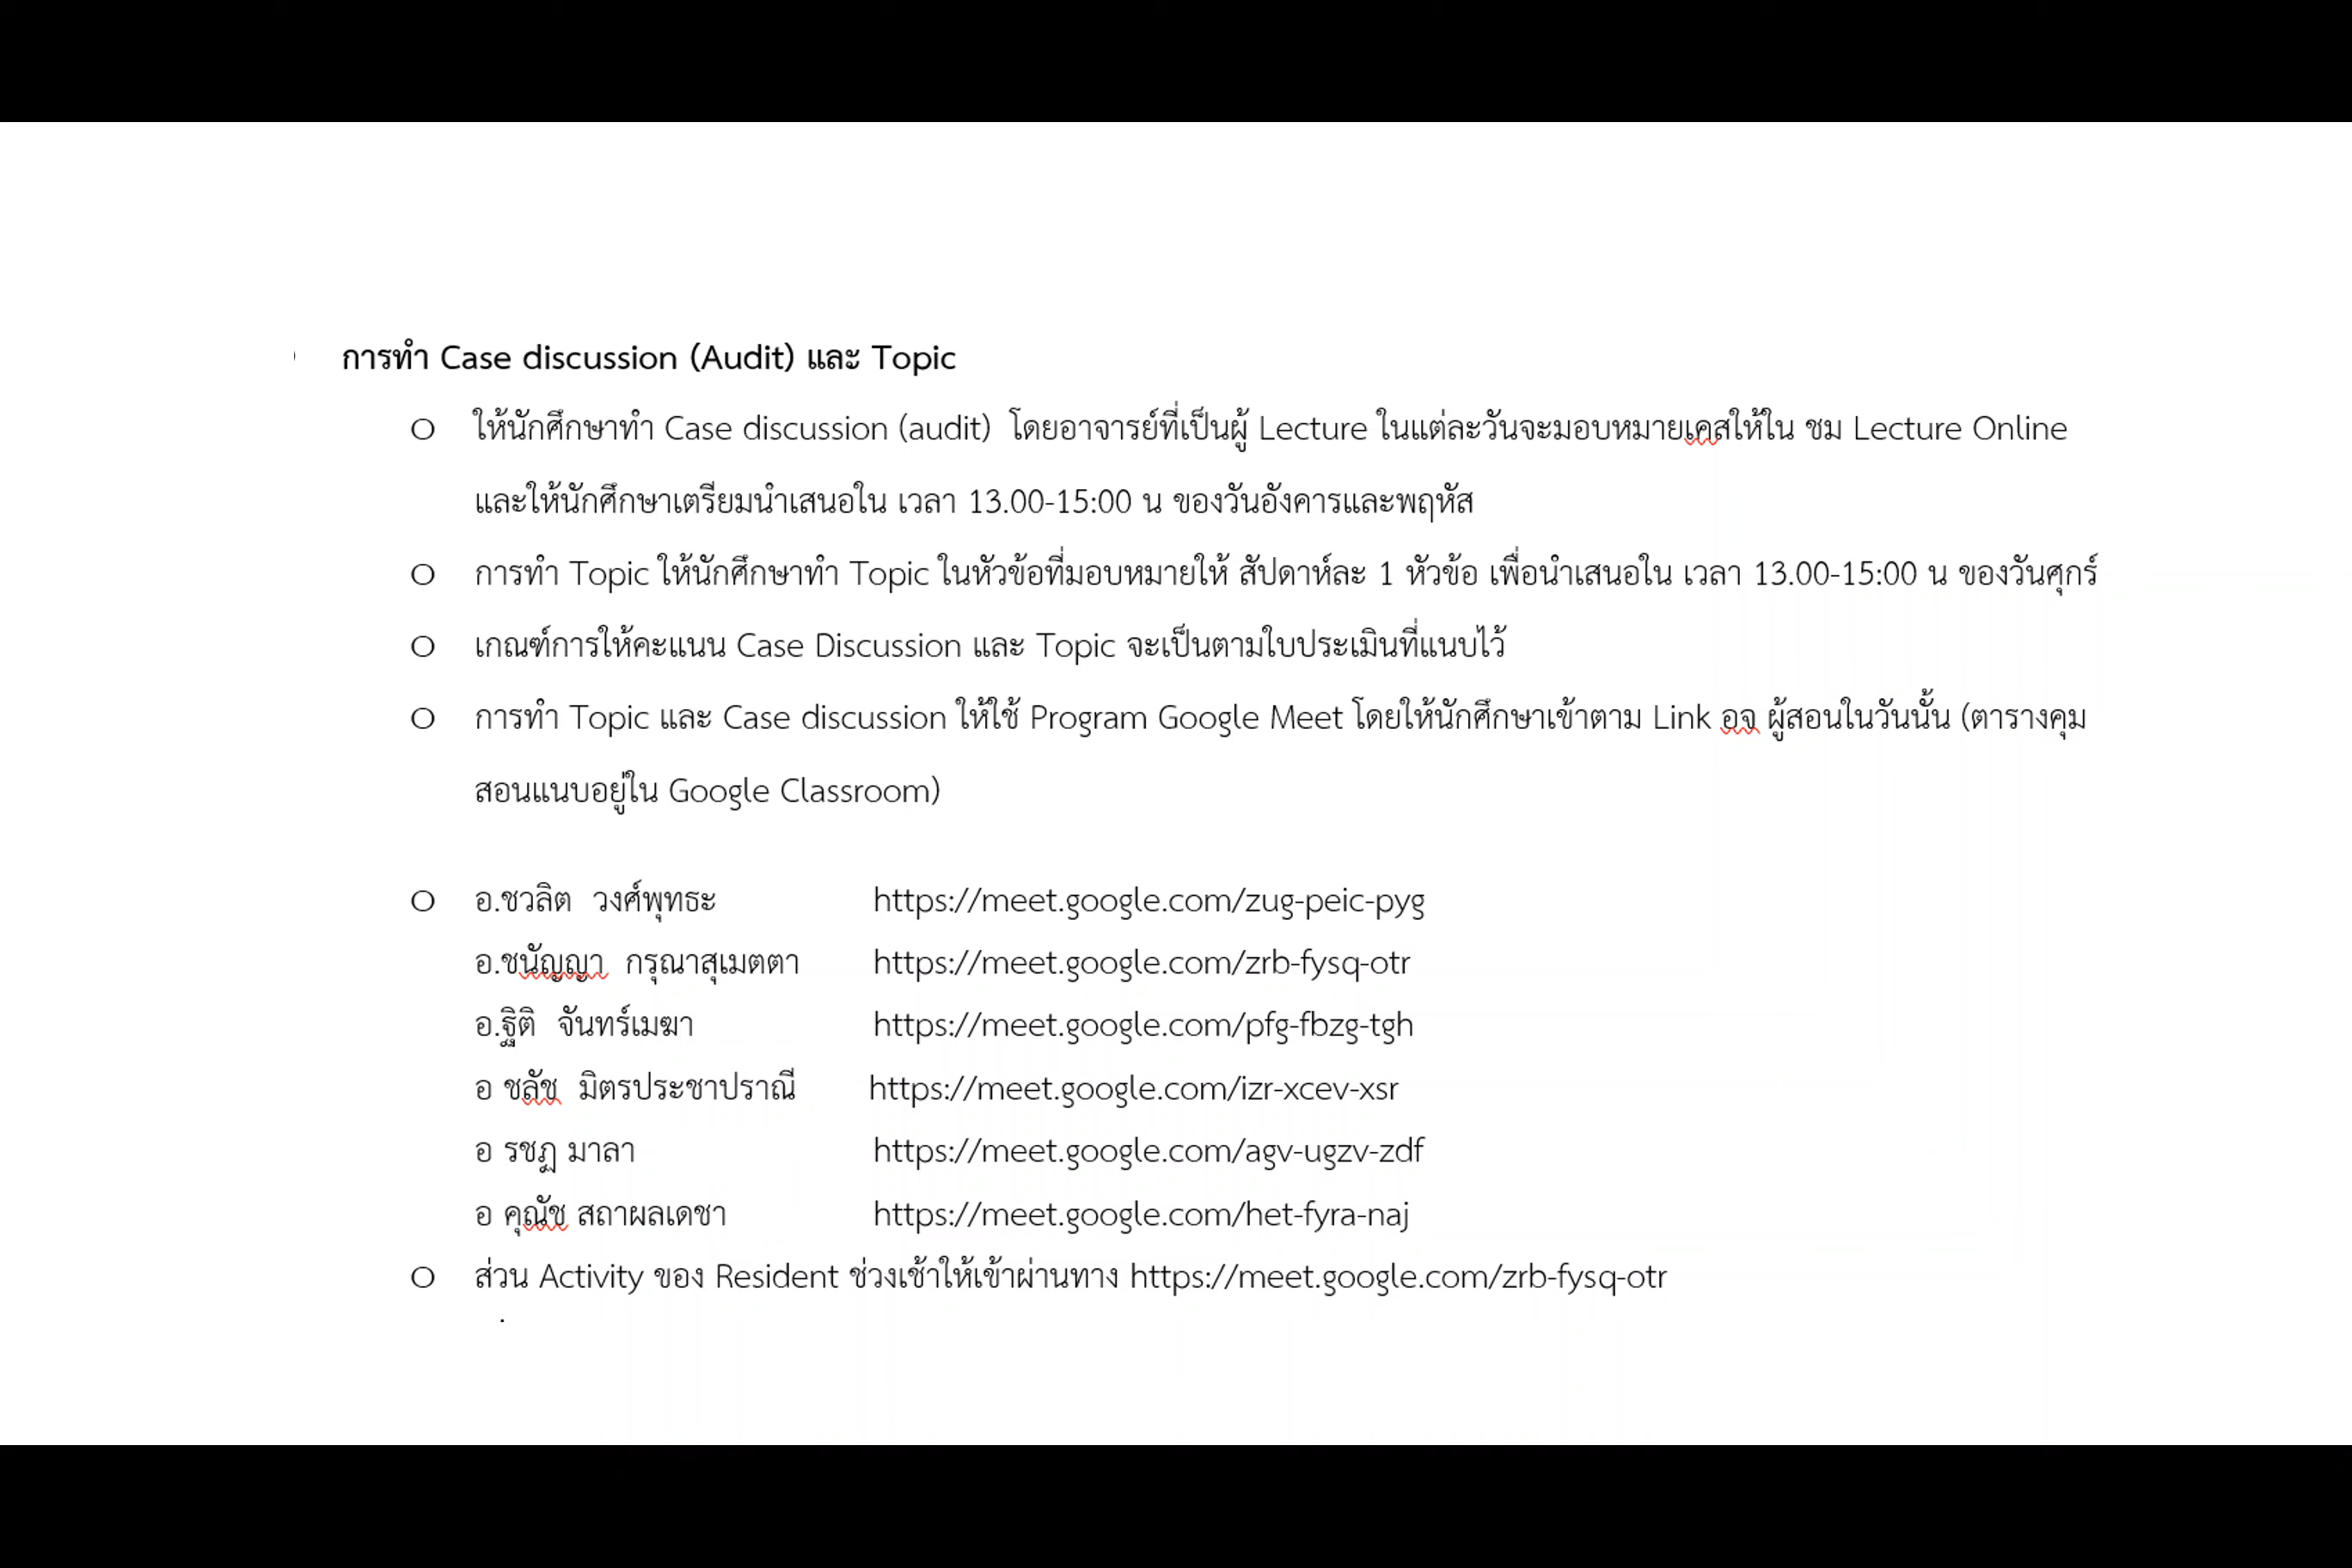 การทำ Case discussion (Audit) และ Topic
o ให้นักศึกษาทำ Case discussion (audit) โดยอาจารย์ที่เป็นผู้ Lecture ในแต่ละวันจะมอบหมายเคสให้ใน ชม Lecture Online
และให้นักศึกษาเตรียมนำเสนอใน เวลา 13.00-15:00 น ของวันอังคารและพฤหัส
o การทำ Topic ให้นักศึกษาทำ Topic ในหัวข้อที่มอบหมายให้ สัปดาห์ละ 1 หัวข้อ เพื่อนำเสนอใน เวลา 13.00-15:00 น ของวันศุกร์
o เกณฑ์การให้คะแนน Case Discussion และ Topic จะเป็นตามใบประเมินที่แนบไว้
o การทำ Topic และ Case discussion ให้ใช้ Program Google Meet โดยให้นักศึกษาเข้าตาม Link อจ ผู้สอนในวันนั้น (ตารางคุม
สอนแนบอยู่ใน Google Classroom)
o อ.ชวลิต วงศ์พุทธะ https://meet.google.com/zug-peic-pyg
อ.ชนัญญา กรุณาสุเมตตา https://meet.google.com/zrb-fysq-otr
อ.ฐิติ จันทร์เมฆา https://meet.google.com/pfg-fbzg-tgh
อ ชลัช มิตรประชาปราณี https://meet.google.com/izr-xcev-xsr
อ รชฏ มาลา https://meet.google.com/agv-ugzv-zdf
อ คุณัช สถาผลเดชา https://meet.google.com/het-fyra-naj
o ส่วน Activity ของ Resident ช่วงเช้าให้เข้าผ่านทาง https://meet.google.com/zrb-fysq-otr